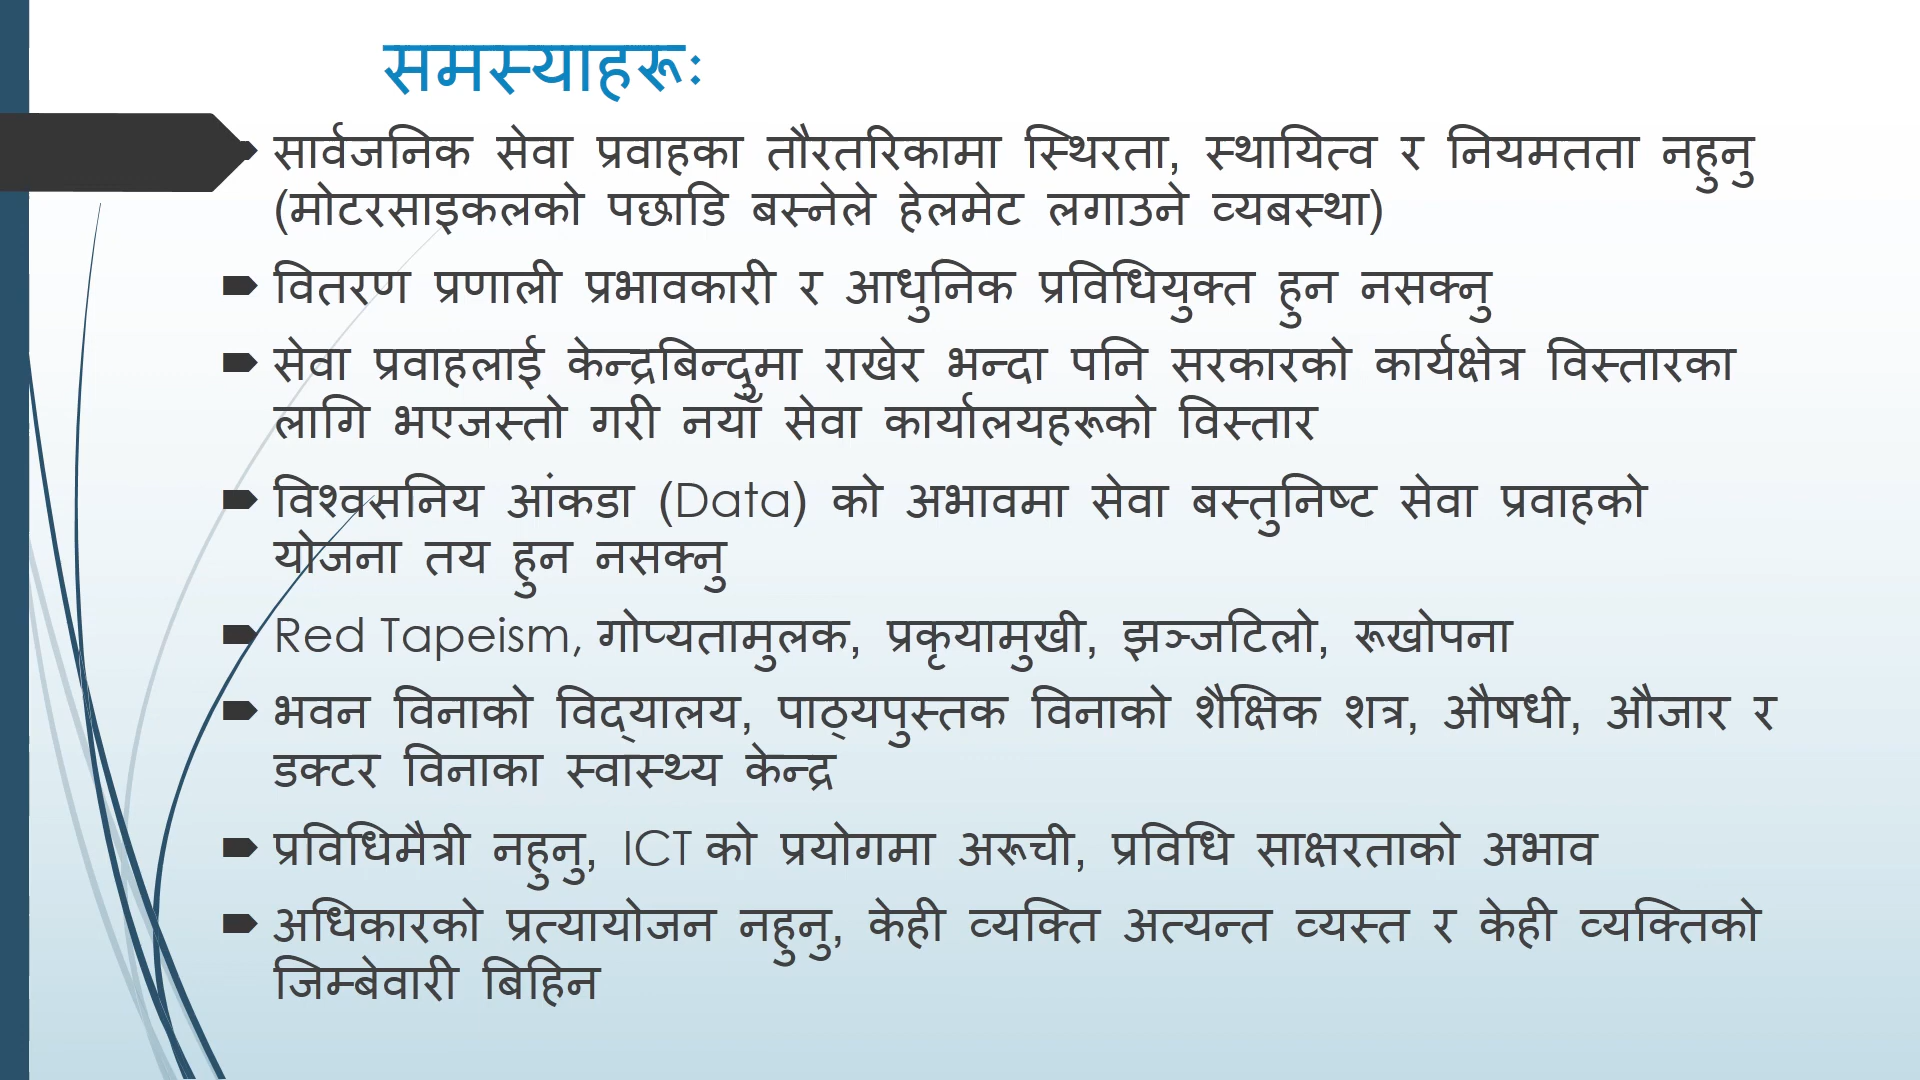 समस्याहरूः
सार्वजनिक सेवा प्रवाहका तौरतरिकामा स्थिरता, स्थायित्व र नियमतता नहुनु
(मोटरसाइकलको पछाडि बस्नेले हेलमेट लगाउने व्यबस्था)
वितरण प्रणाली प्रभावकारी र आधुनिक प्रविधियुक्त हुन नसक्नु
सेवा प्रवाहलाई केन्द्रबिन्दुमा राखेर भन्दा पनि सरकारको कार्यक्षेत्र विस्तारका
लागि भएजस्तो गरी नयाँ सेवा कार्यालयहरूको विस्तार
विश्वसनिय आंकडा (Data) को अभावमा सेवा बस्तुनिष्ट सेवा प्रवाहको
योजना तय हुन नसक्नु
Red Tapeism, गोप्यतामुलक, प्रकृयामुखी, झञ्जटिलो, रूखोपना
भवन विनाको विद्‌यालय, पाठ्यपुस्तक विनाको शैक्षिक शत्र, औषधी, औजार र
डक्टर विनाका स्वास्थ्य केन्द्र
प्रविधिमैत्री नहुनु, ICT को प्रयोगमा अरूची, प्रविधि साक्षरताको अभाव
अधिकारको प्रत्यायोजन नहुनु, केही व्यक्ति अत्यन्त व्यस्त र केही व्यक्तिको
जिम्बेवारी बिहिन